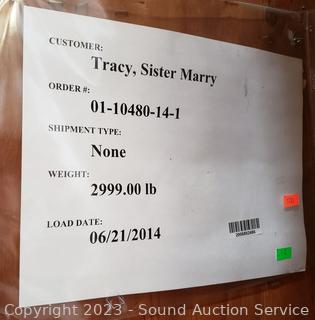 CUSTOMER:
Tracy, Sister Marry
ORDER #:
01-10480-14-1
SHIPMENT TYPE:
None
WEIGHT:
2999.00 lb
LOAD DATE:
06/21/2014
Copyright 2023 - Sound Auction Service